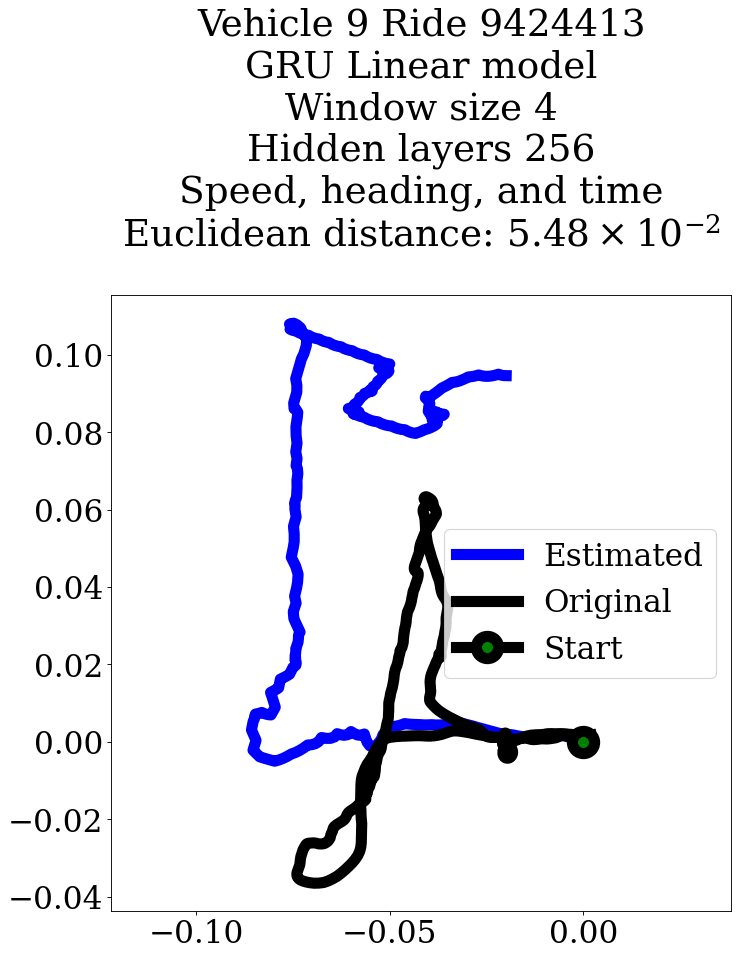 Vehicle 9 Ride 9424413
GRU Linear model
Window size 4
Hidden layers 256
Speed, heading, and time
Euclidean distance: 5.48 × 10⁻²
0.10
0.08
0.06
0.04
0.02
0.00
−0.02
−0.04
Estimated
Original
Start
−0.10
−0.05
0.00